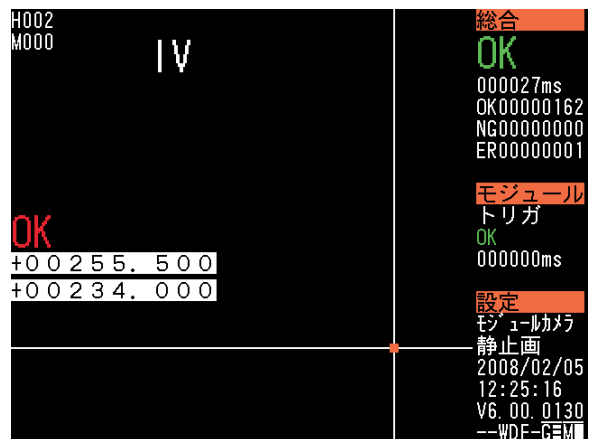 H002
M000
IV
OK
+00255.500
+00234.000
総合
OK
000027ms
OK00000162
NG00000000
ER00000001
モジュール
トリガ
OK
000000ms
設定
ﾓｼﾞｭｰﾙｶﾒﾗ
静止画
2008/02/05
12:25:16
V6.00.0130
--WDF-G